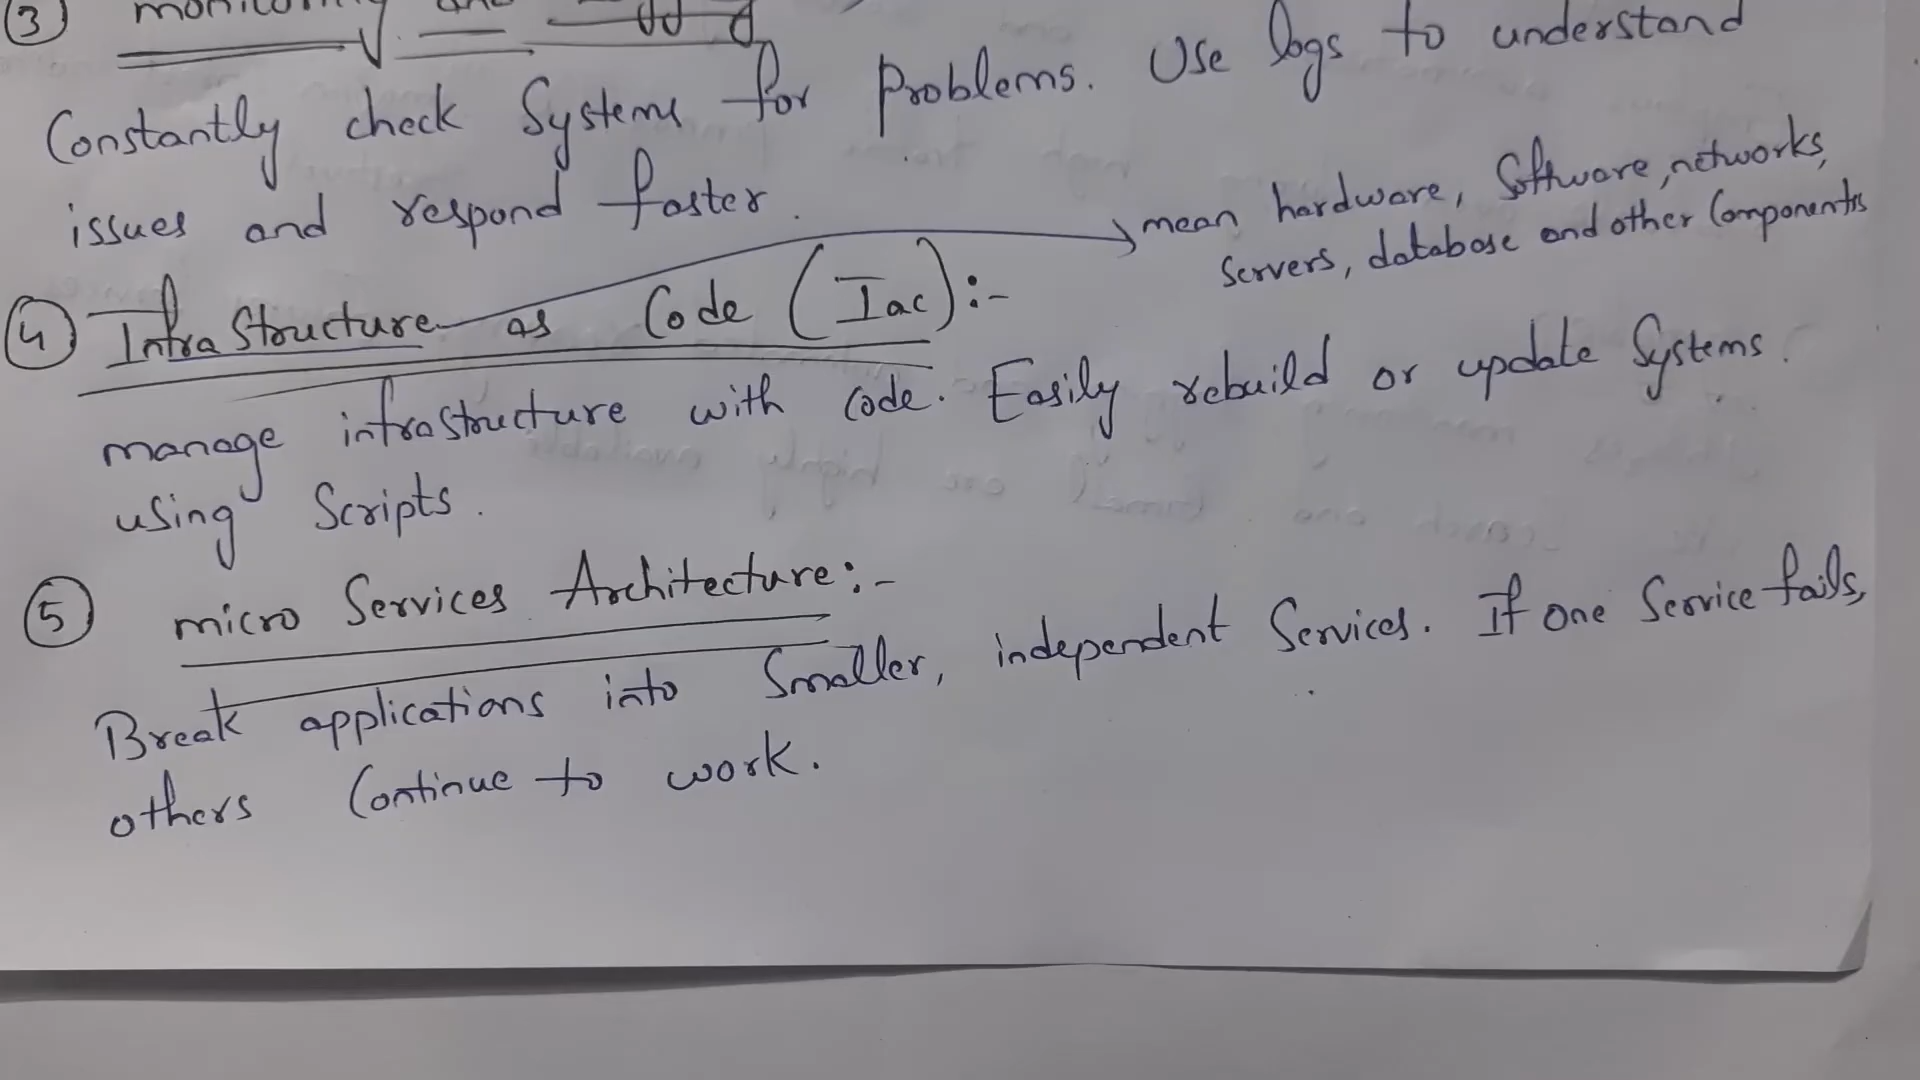 ③ monitoring and
Constantly check Systems for Problems. Use logs to understand
issues and respond faster.
→ mean hardware, Software, networks,
Servers, database and other Components
④ Infra Structure as Code (Iac):-
manage infrastructure with code. Easily rebuild or update Systems.
using Scripts.
⑤ micro Services Architecture:-
Break applications into Smaller, independent Services. If one Service fails,
others Continue to work.